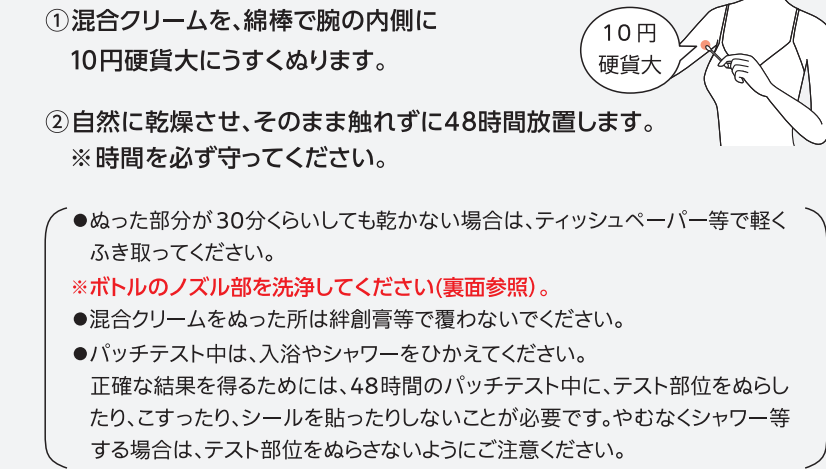 ①混合クリームを、綿棒で腕の内側に
10円硬貨大にうすくぬります。
10円
硬貨大
②自然に乾燥させ、そのまま触れずに48時間放置します。
※時間を必ず守ってください。
●ぬった部分が30分くらいしても乾かない場合は、ティッシュペーパー等で軽く
ふき取ってください。
※ボトルのノズル部を洗浄してください(裏面参照)。
●混合クリームをぬった所は絆創膏等で覆わないでください。
●パッチテスト中は、入浴やシャワーをひかえてください。
正確な結果を得るためには、48時間のパッチテスト中に、テスト部位をぬらし
たり、こすったり、シールを貼ったりしないことが必要です。やむなくシャワー等
する場合は、テスト部位をぬらさないようにご注意ください。